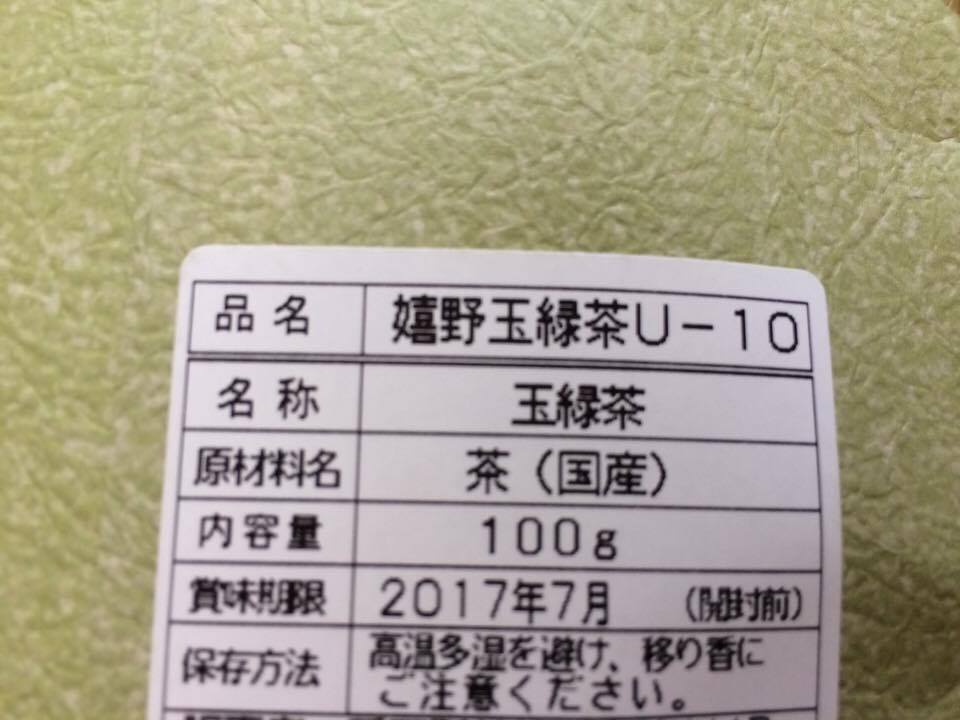 品名 嬉野玉緑茶U-10
名称 玉緑茶
原材料名 茶（国産）
内容量 100g
賞味期限 2017年7月 （開封前）
保存方法 高温多湿を避け、移り香に
ご注意ください。